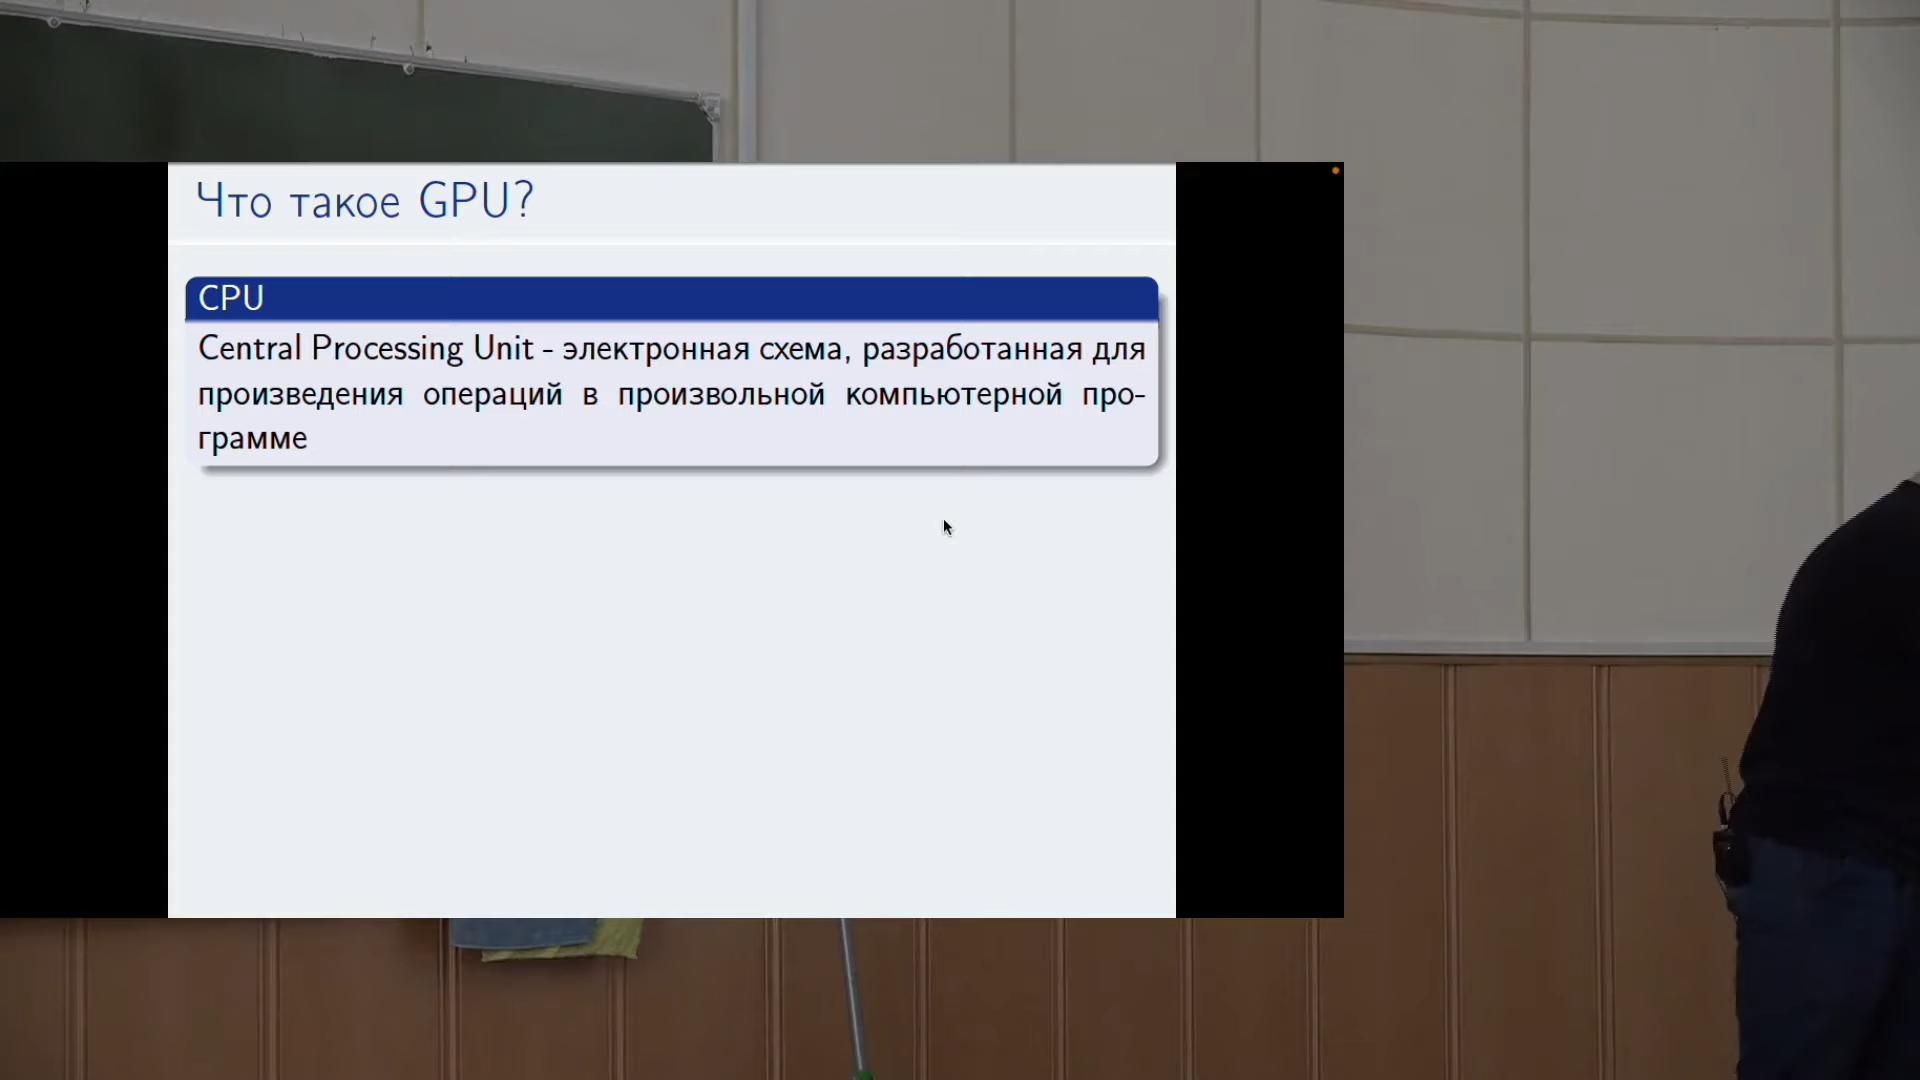 Что такое GPU?
CPU
Central Processing Unit - электронная схема, разработанная для
произведения операций в произвольной компьютерной про-
грамме